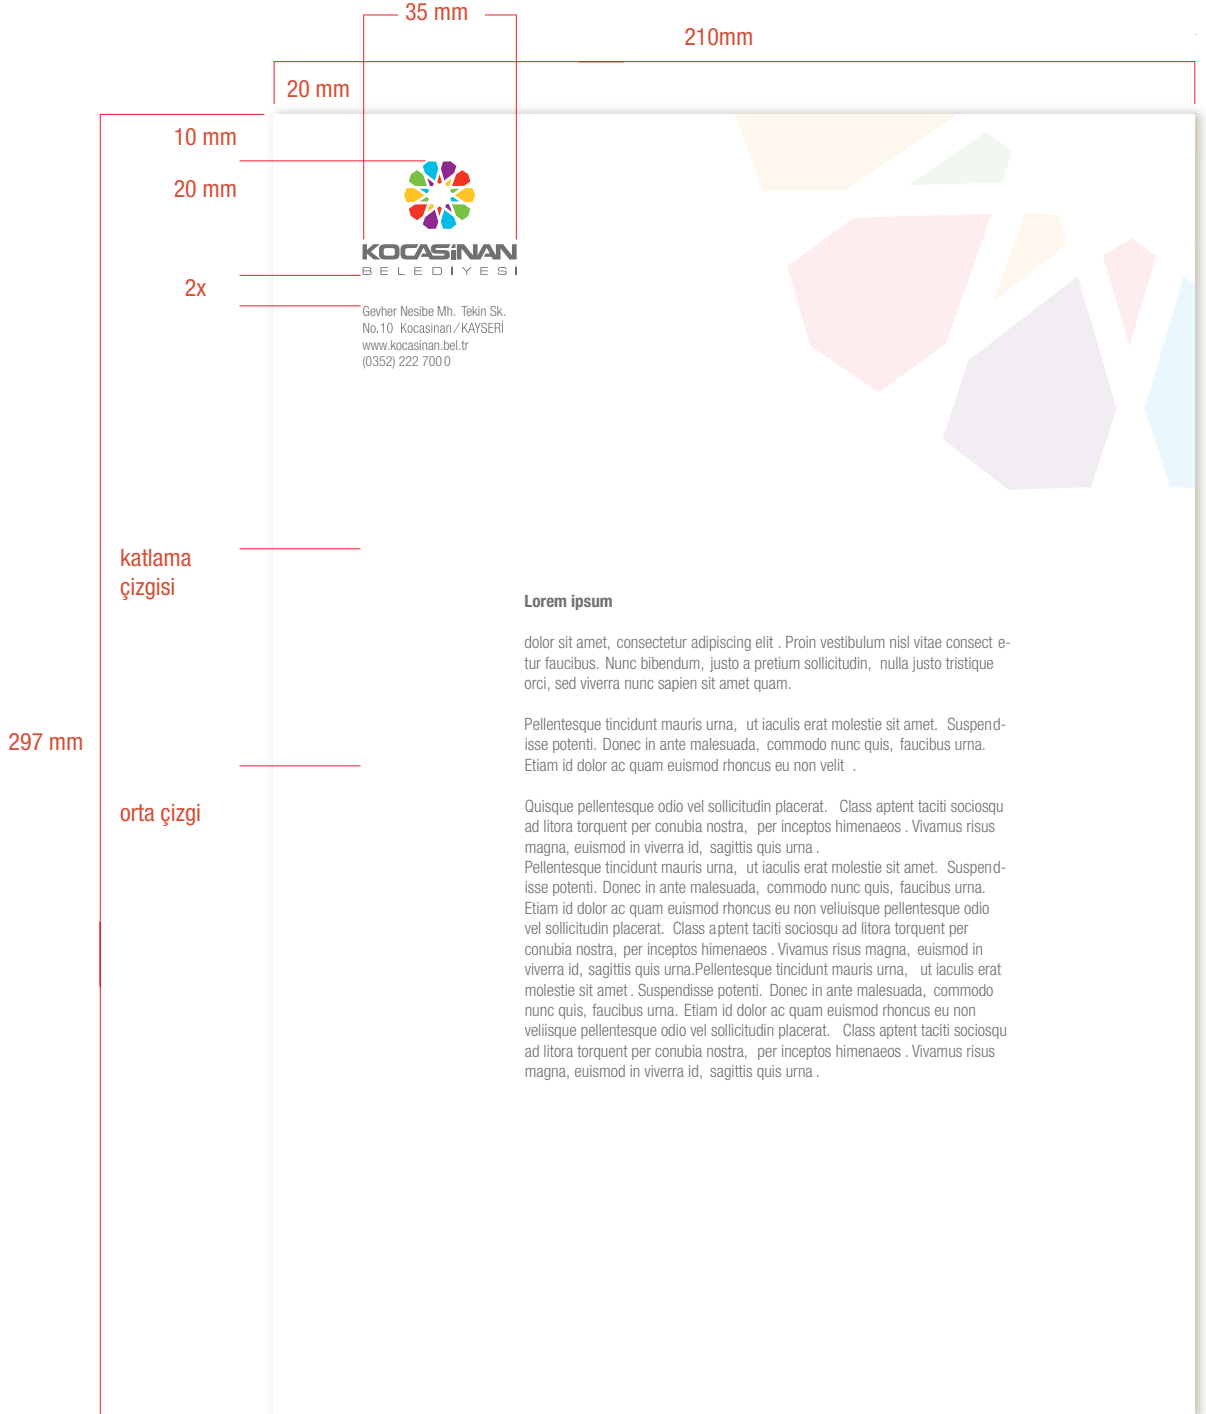 35 mm
210mm
20 mm
10 mm
20 mm
KOCASİNAN
BELEDİYESİ
2x
Gevher Nesibe Mh. Tekin Sk.
No.10 Kocasinan/KAYSERİ
www.kocasinan.bel.tr
(0352) 222 700 0
katlama
çizgisi
Lorem ipsum
dolor sit amet, consectetur adipiscing elit . Proin vestibulum nisl vitae consect e-
tur faucibus. Nunc bibendum, justo a pretium sollicitudin, nulla justo tristique
orci, sed viverra nunc sapien sit amet quam.
Pellentesque tincidunt mauris urna, ut iaculis erat molestie sit amet. Suspend-
isse potenti. Donec in ante malesuada, commodo nunc quis, faucibus urna.
Etiam id dolor ac quam euismod rhoncus eu non velit .
297 mm
orta çizgi
Quisque pellentesque odio vel sollicitudin placerat. Class aptent taciti sociosqu
ad litora torquent per conubia nostra, per inceptos himenaeos . Vivamus risus
magna, euismod in viverra id, sagittis quis urna .
Pellentesque tincidunt mauris urna, ut iaculis erat molestie sit amet. Suspend-
isse potenti. Donec in ante malesuada, commodo nunc quis, faucibus urna.
Etiam id dolor ac quam euismod rhoncus eu non veliuisque pellentesque odio
vel sollicitudin placerat. Class aptent taciti sociosqu ad litora torquent per
conubia nostra, per inceptos himenaeos . Vivamus risus magna, euismod in
viverra id, sagittis quis urna.Pellentesque tincidunt mauris urna, ut iaculis erat
molestie sit amet . Suspendisse potenti. Donec in ante malesuada, commodo
nunc quis, faucibus urna. Etiam id dolor ac quam euismod rhoncus eu non
veliisque pellentesque odio vel sollicitudin placerat. Class aptent taciti sociosqu
ad litora torquent per conubia nostra, per inceptos himenaeos . Vivamus risus
magna, euismod in viverra id, sagittis quis urna .